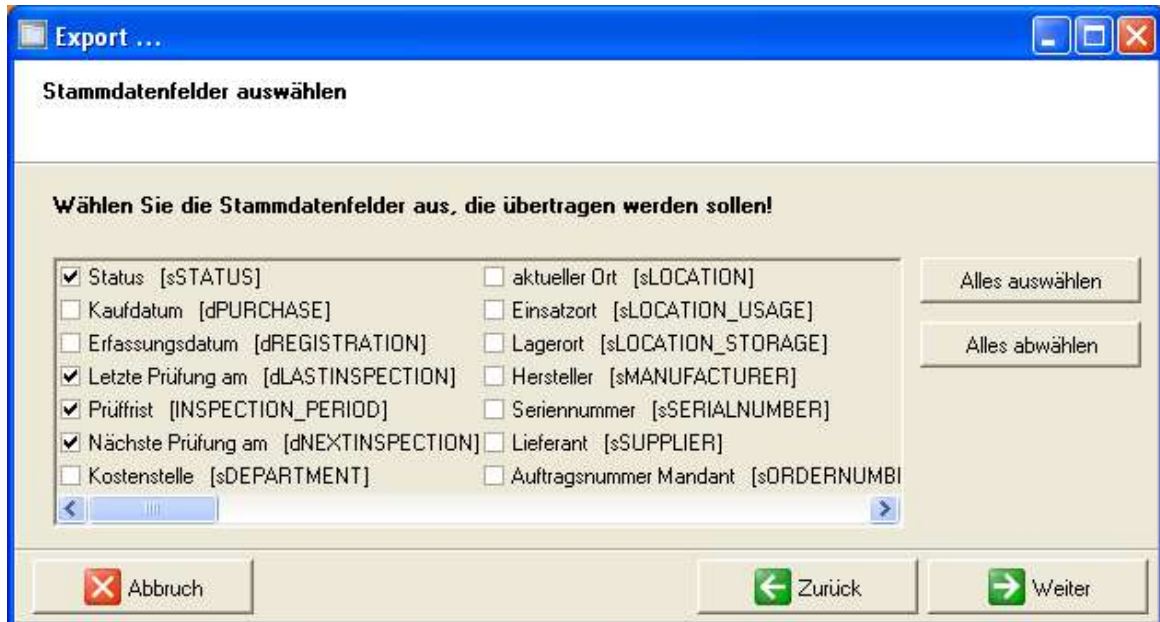 Export ...
Stammdatenfelder auswählen
Wählen Sie die Stammdatenfelder aus, die übertragen werden sollen!
Status [sSTATUS]
Kaufdatum [dPURCHASE]
Erfassungsdatum [dREGISTRATION]
Letzte Prüfung am [dLASTINSPECTION]
Prüffrist [INSPECTION_PERIOD]
Nächste Prüfung am [dNEXTINSPECTION]
Kostenstelle [sDEPARTMENT]
aktueller Ort [sLOCATION]
Einsatzort [sLOCATION_USAGE]
Lagerort [sLOCATION_STORAGE]
Hersteller [sMANUFACTURER]
Seriennummer [sSERIALNUMBER]
Lieferant [sSUPPLIER]
Auftragsnummer Mandant [sORDERNUMBI
Alles auswählen
Alles abwählen
Abbruch
Zurück
Weiter